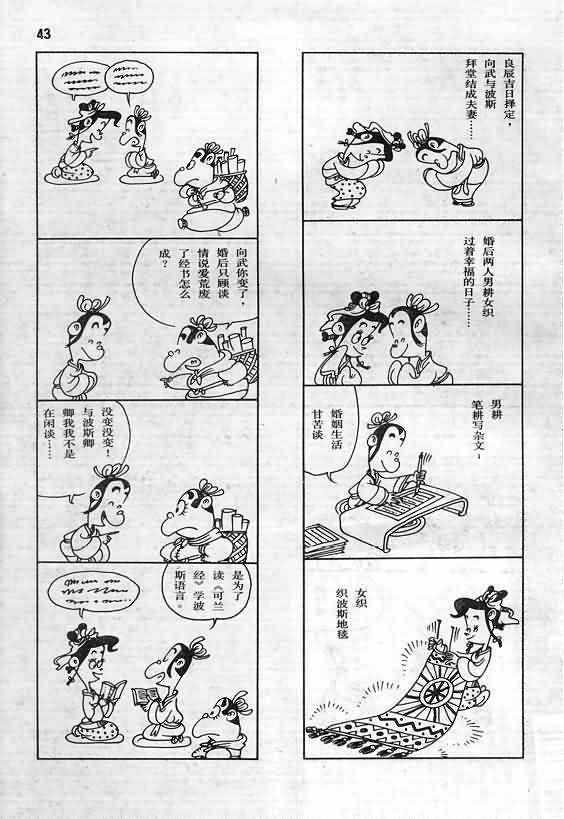 43
良辰吉日择定，
向武与波斯
拜堂结成夫妻……
婚后两人男耕女织
过着幸福的日子……
男耕
笔耕写杂文：
婚姻生活
甘苦谈
女织
织波斯地毯
向武你变了，
婚后只顾谈
情说爱荒废
了经书怎么
成？
没变没变！
与波斯卿
卿我我不是
在闲谈……
是为了
读《可兰
经》学波
斯语言。